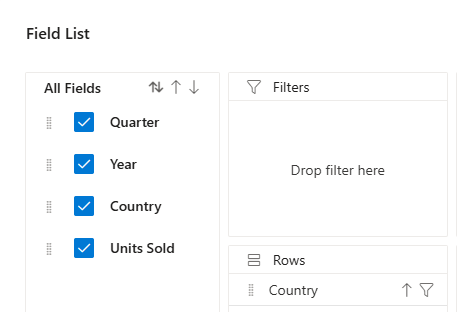 Field List
All Fields
Quarter
Year
Country
Units Sold
Filters
Drop filter here
Rows
Country